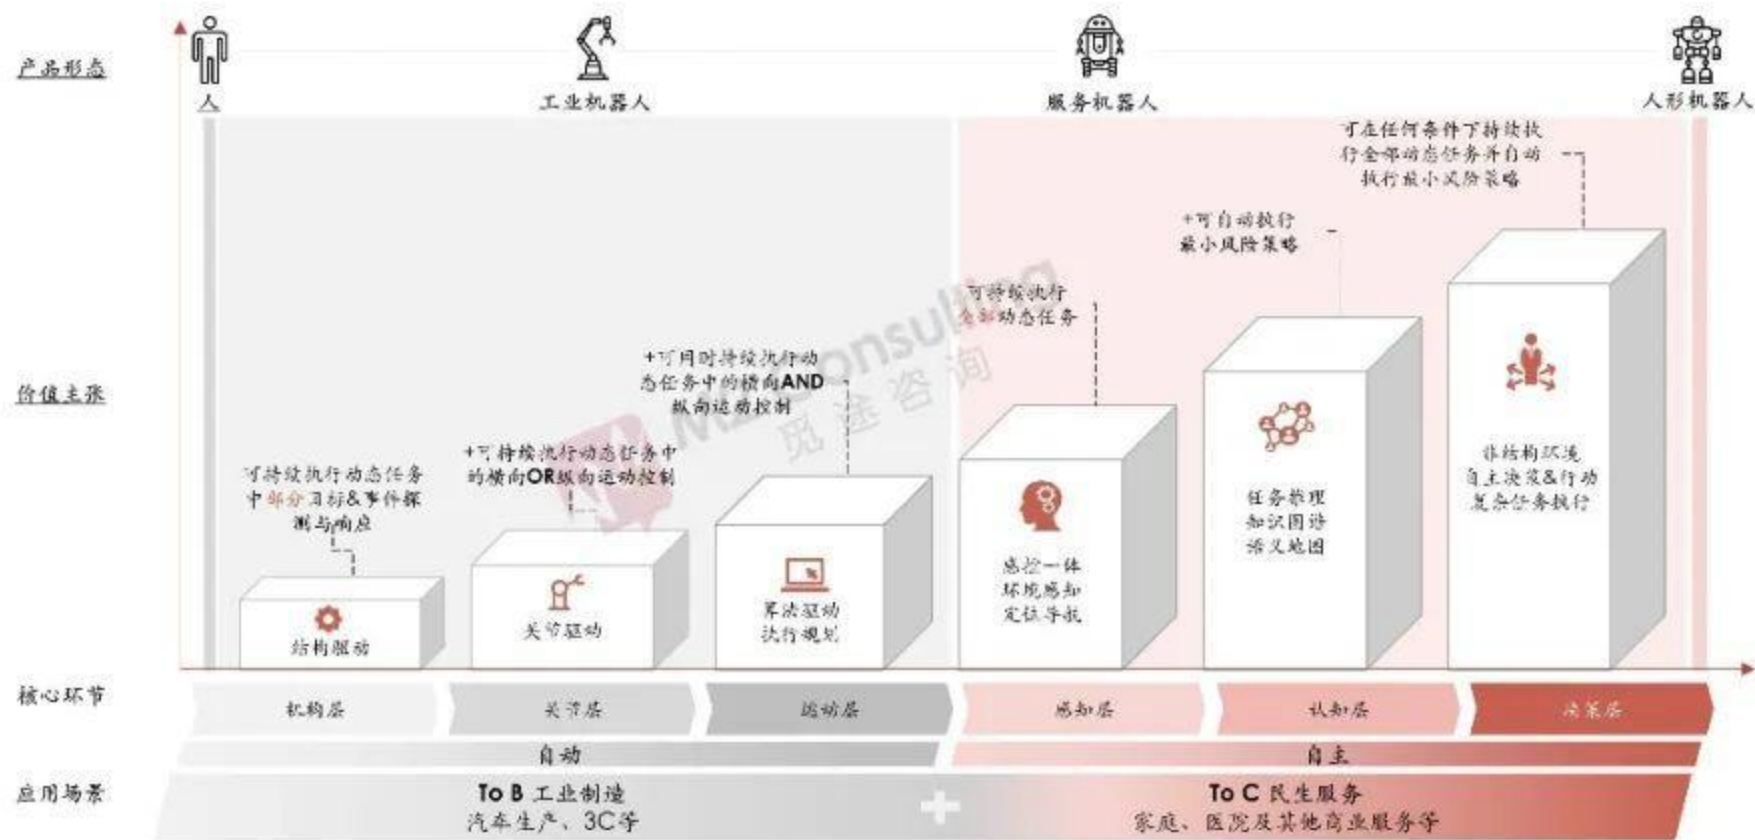 产品形态
人
工业机器人
服务机器人
人形机器人
可在任何条件下持续执
行全部动态任务并自动
执行最小风险策略
+可自动执行
最小风险策略
可持续执行
全部动态任务
+可同时持续执行动
态任务中的横向AND
纵向运动控制
+可持续执行动态任务中
的横向OR纵向运动控制
可持续执行动态任务
中部分目标&事件探
测与响应
价值主张
结构驱动
关节驱动
算法驱动
执行规划
感控一体
环境感知
定位导航
任务推理
知识图谱
语义地图
非结构环境
自主决策&行动
复杂任务执行
Consulting
觅途咨询
核心环节
机构层
关节层
运动层
感知层
认知层
决策层
自动
自主
应用场景
To B 工业制造
汽车生产、3C等
+
To C 民生服务
家庭、医院及其他商业服务等